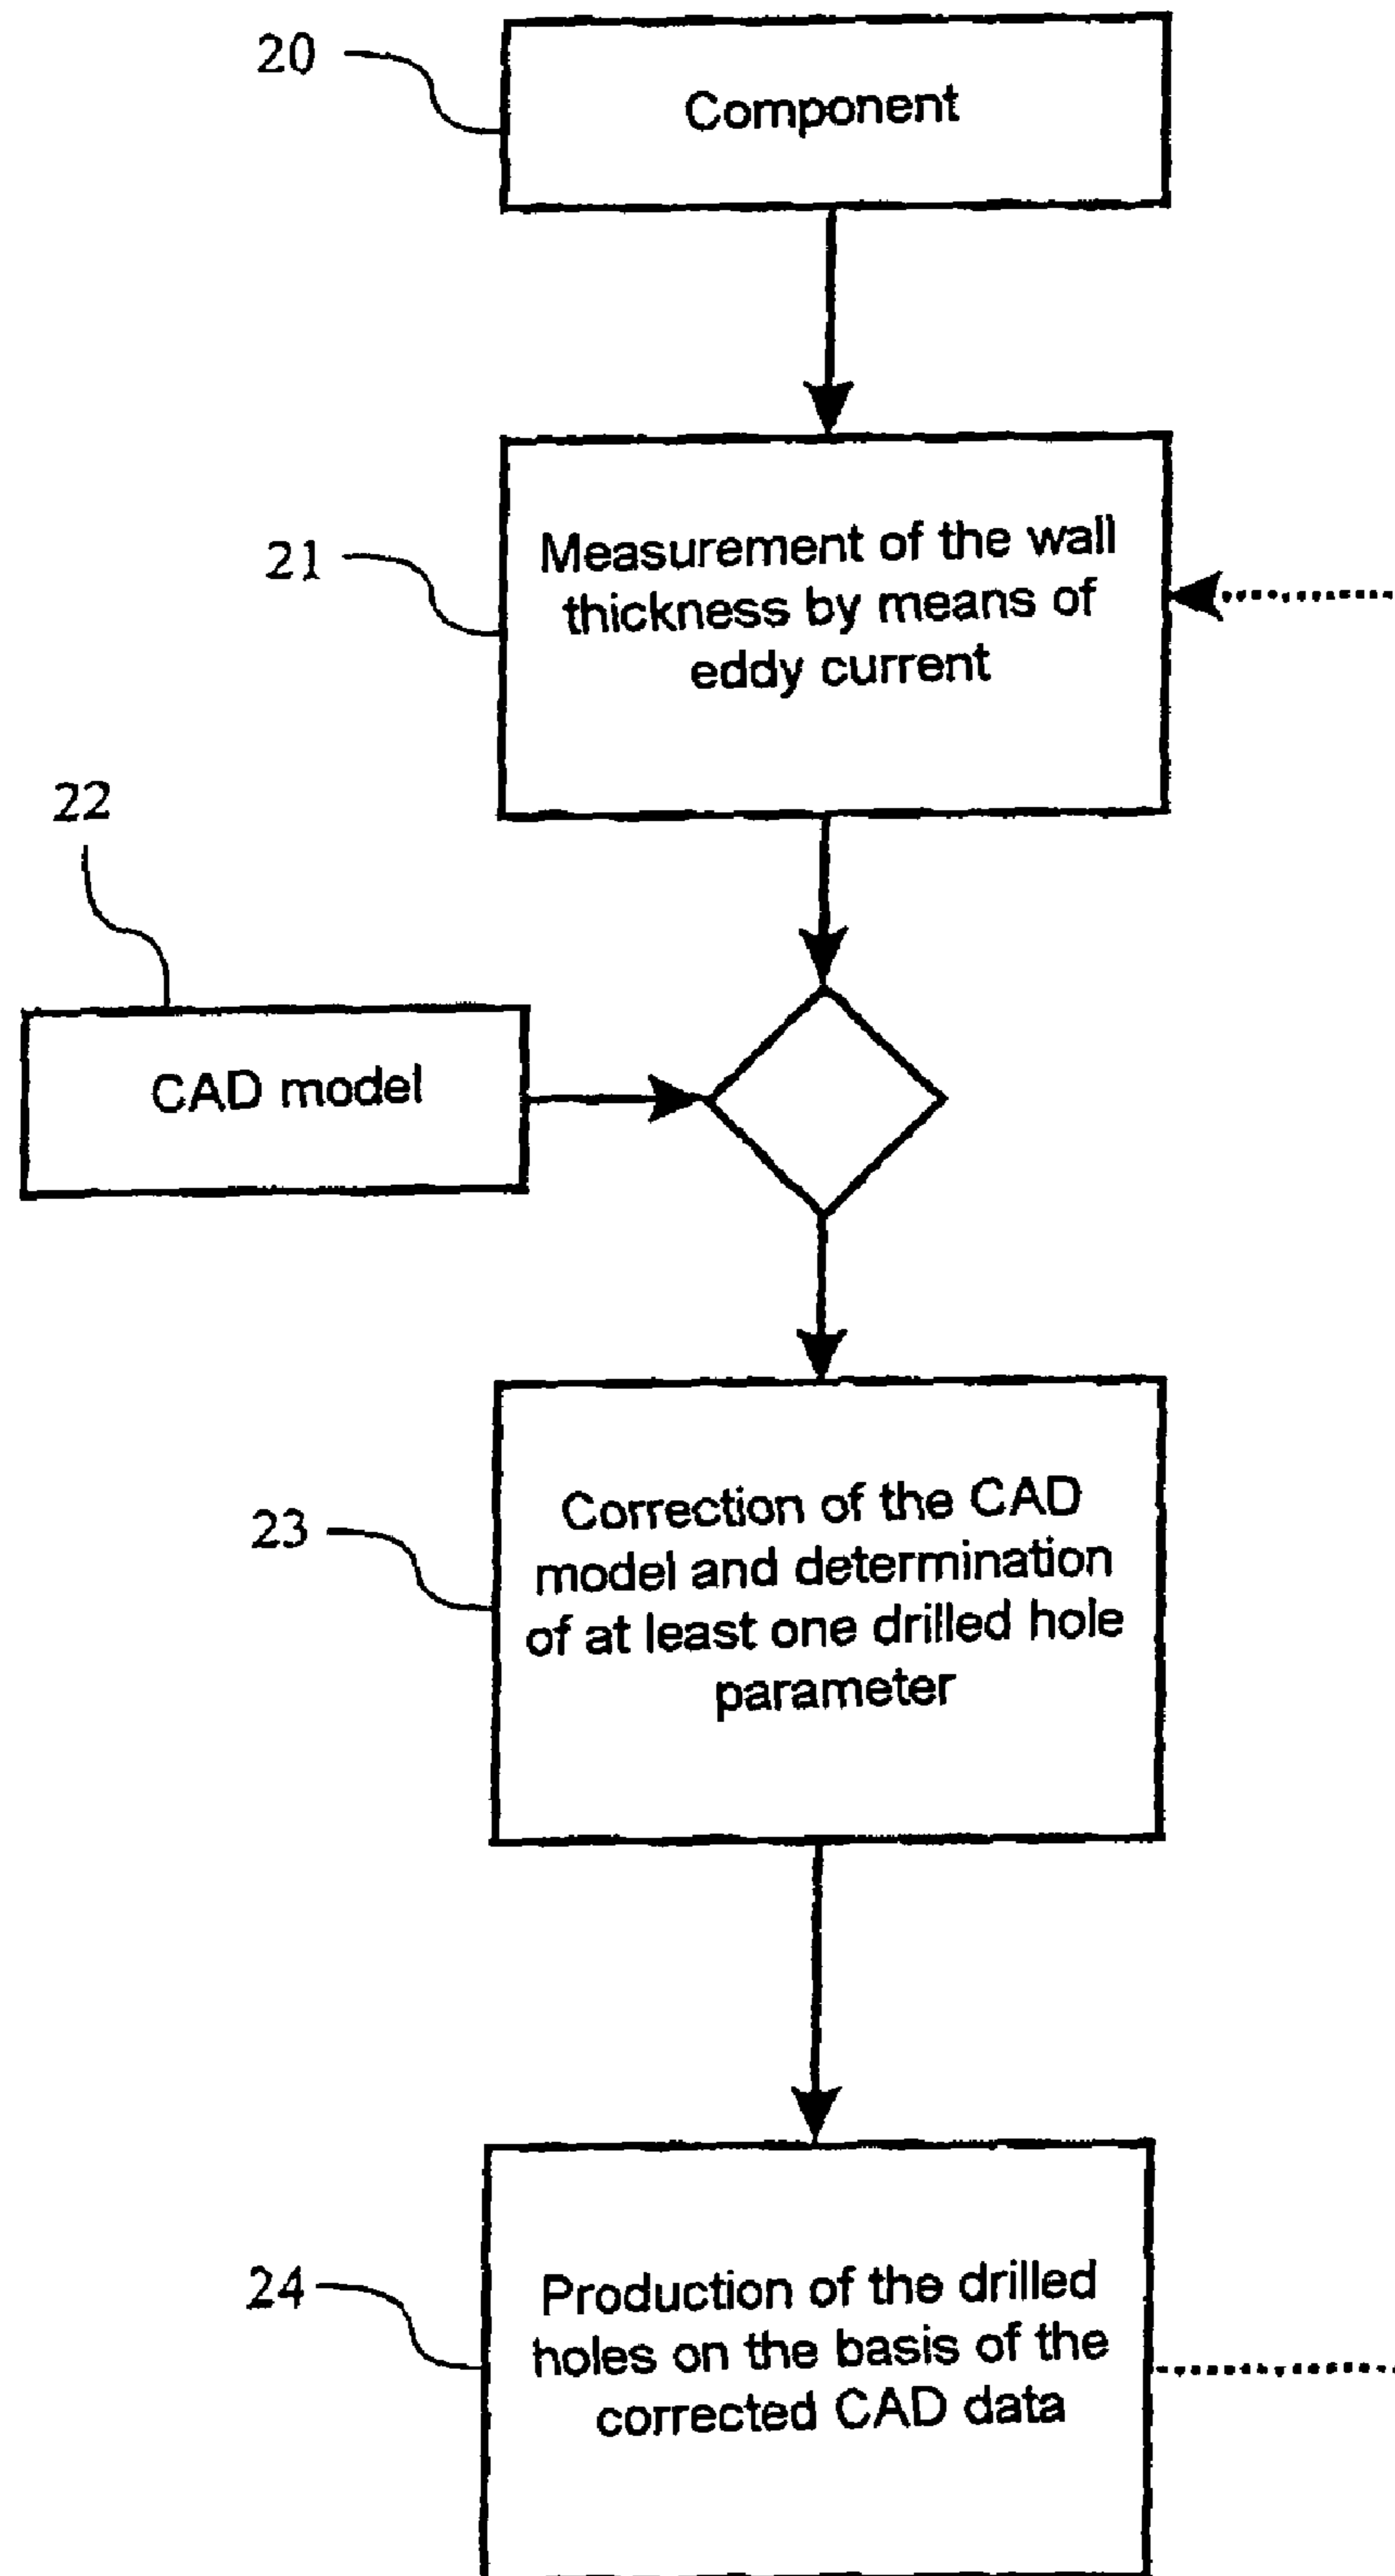 20
Component
21
Measurement of the wall
thickness by means of
eddy current
22
CAD model
23
Correction of the CAD
model and determination
of at least one drilled hole
parameter
24
Production of the drilled
holes on the basis of the
corrected CAD data